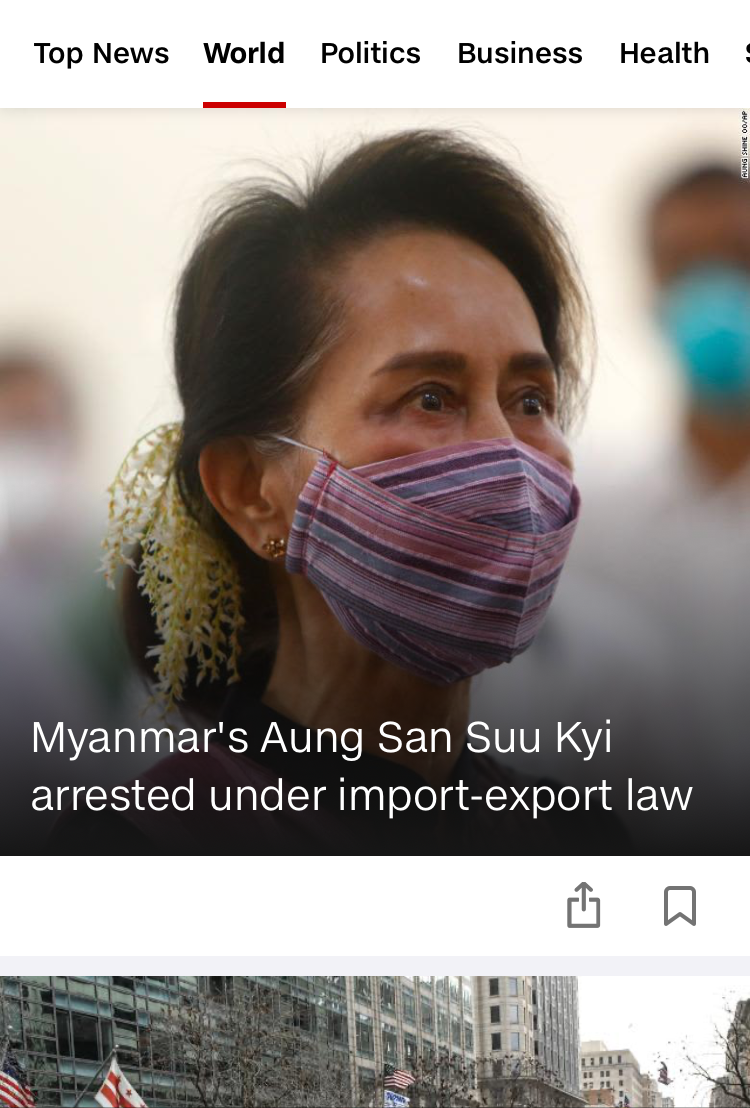 Top News World Politics Business Health
AUNG SHINE OO/AP
Myanmar's Aung San Suu Kyi
arrested under import-export law